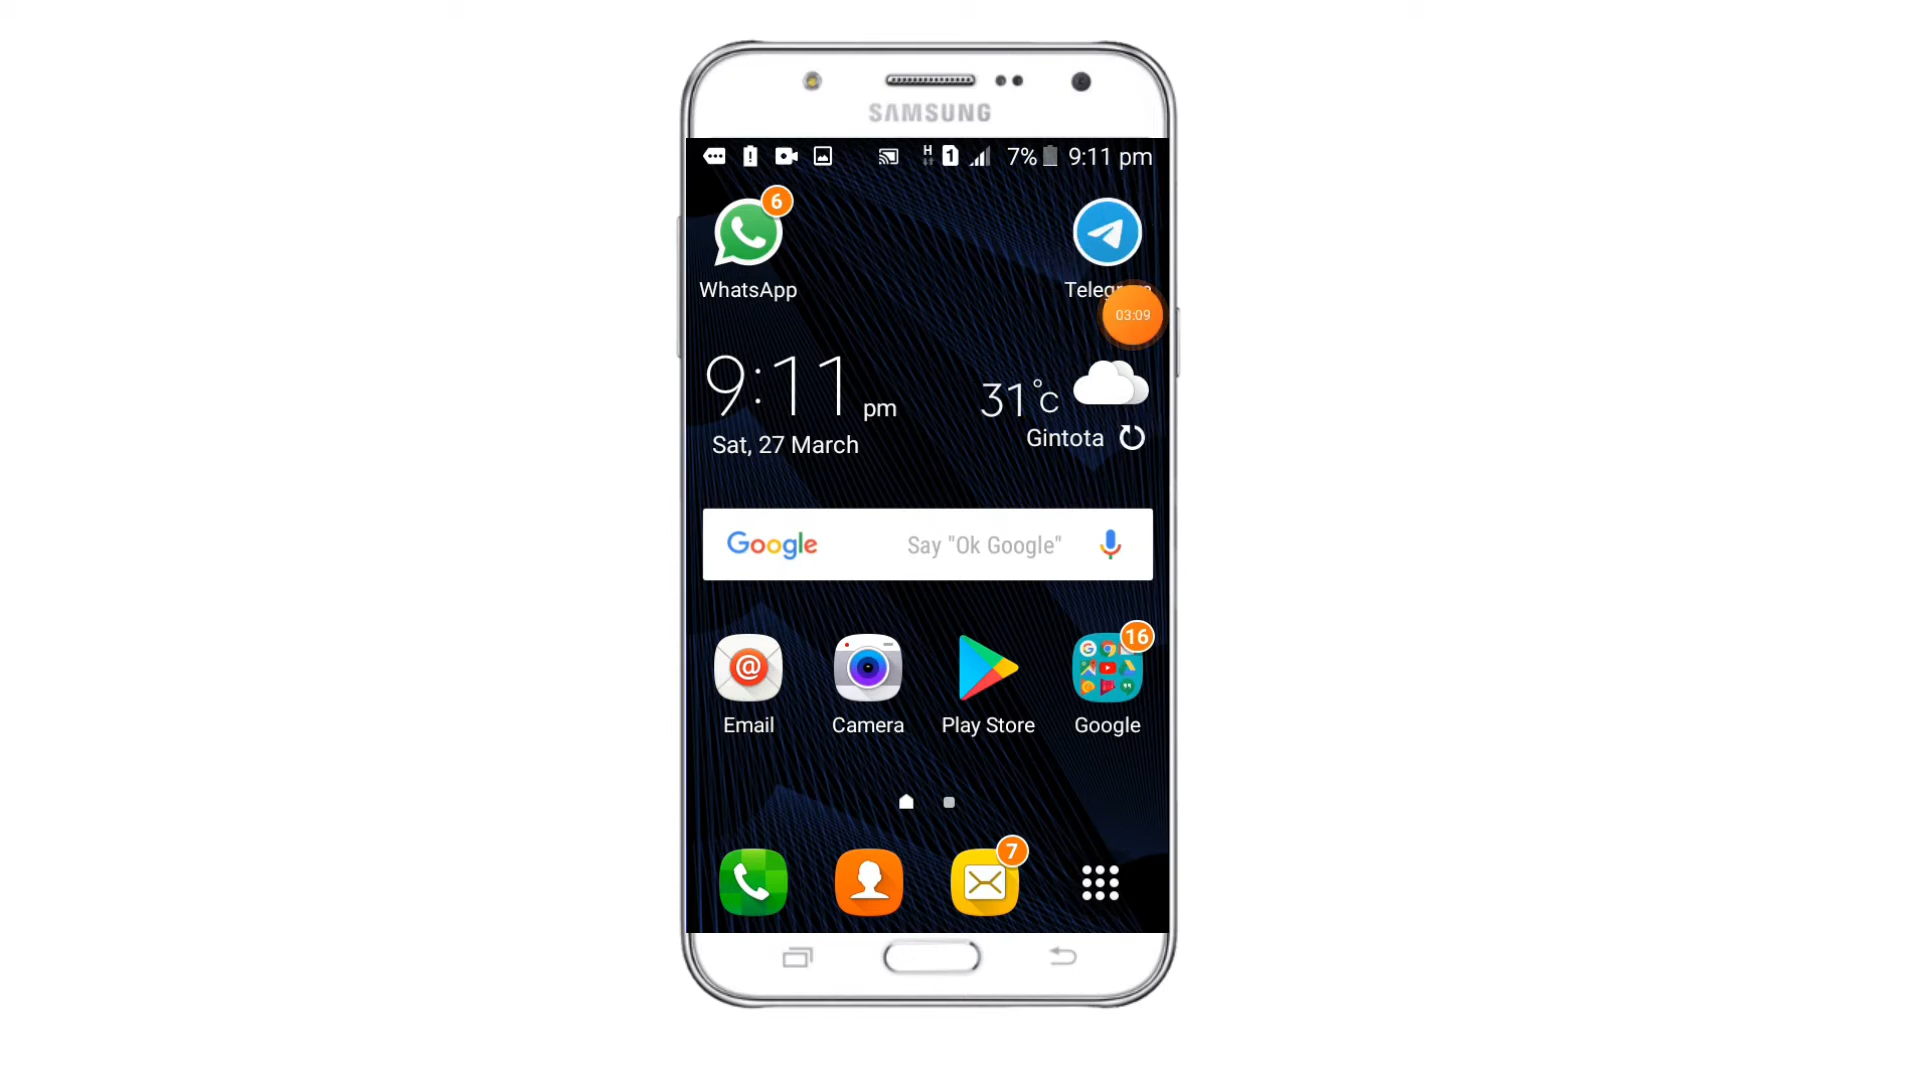 SAMSUNG
H 1 7% 9:11 pm
6
WhatsApp
03:09
9:11 pm
31°C
Sat, 27 March
Gintota
Google Say "Ok Google"
16
Email Camera Play Store Google
7